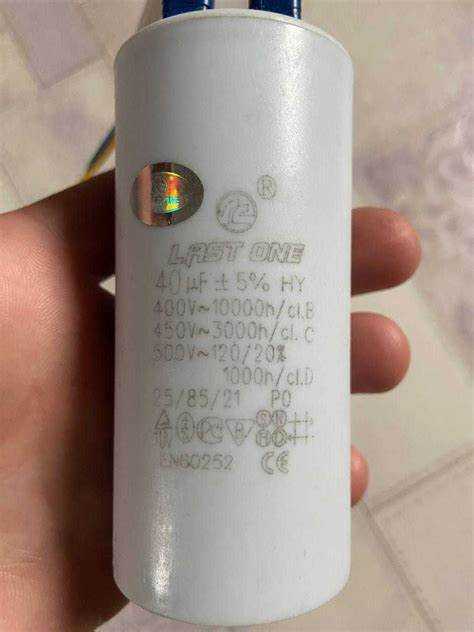 ®
LAST ONE
40 µF ± 5% HY
400V~10000h/cl.B
450V~3000h/cl.C
500V~120/20%
1000h/cl.D
25/85/21 P0
EN60252 CE